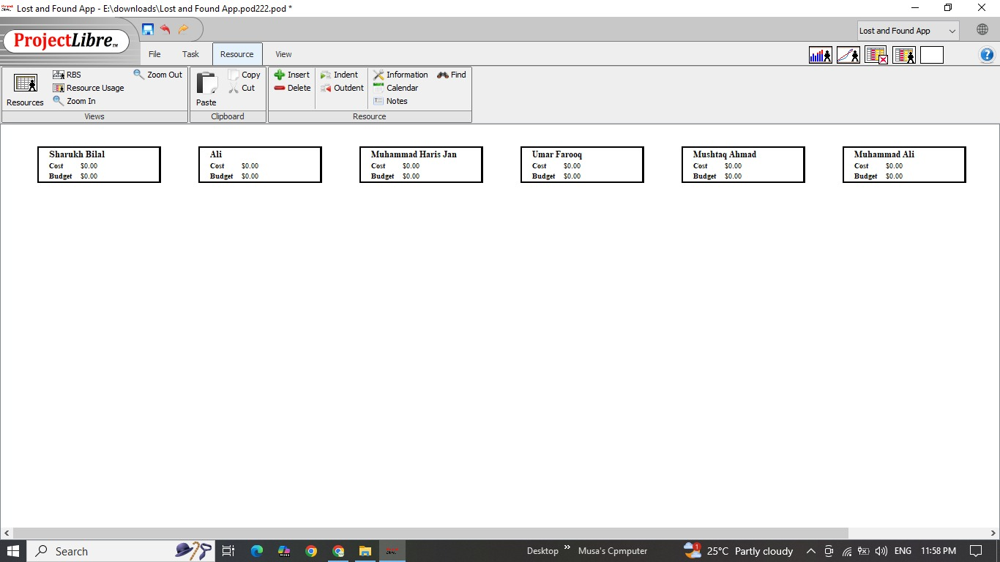 Lost and Found App - E:\downloads\Lost and Found App.pod222.pod *
ProjectLibre™
Lost and Found App
File Task Resource View
Resources
RBS
Resource Usage
Zoom In
Zoom Out
Views
Paste
Copy
Cut
Clipboard
Insert
Delete
Indent
Outdent
Information
Calendar
Notes
Find
Resource
Sharukh Bilal
Cost $0.00
Budget $0.00
Ali
Cost $0.00
Budget $0.00
Muhammad Haris Jan
Cost $0.00
Budget $0.00
Umar Farooq
Cost $0.00
Budget $0.00
Mushtaq Ahmad
Cost $0.00
Budget $0.00
Muhammad Ali
Cost $0.00
Budget $0.00
Search
Desktop
Musa's Cpmputer
1
25°C Partly cloudy
ENG
11:58 PM